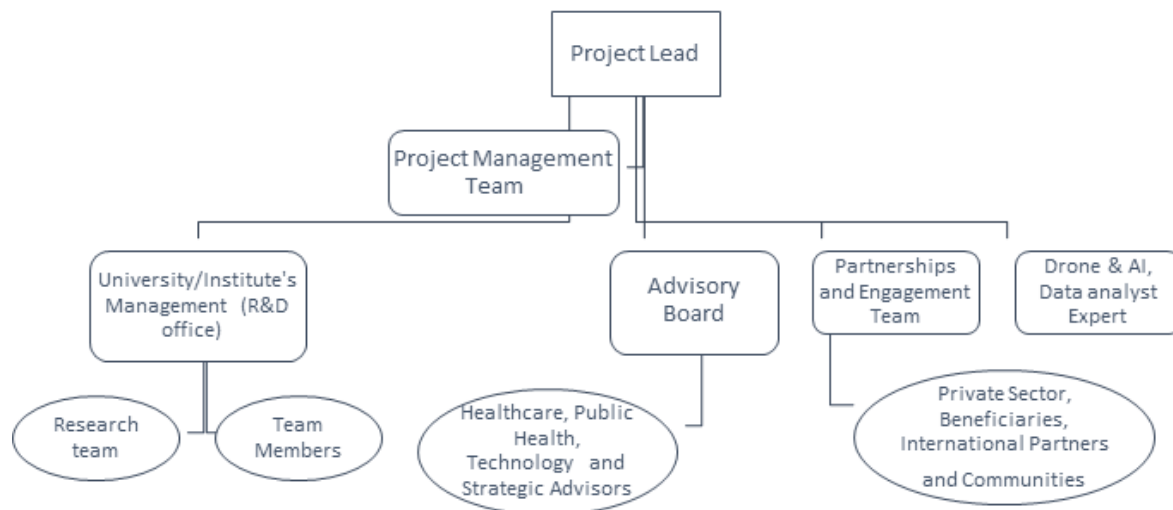 Project Lead
Project Management
Team
University/Institute's
Management (R&D
office)
Advisory
Board
Partnerships
and Engagement
Team
Drone & AI,
Data analyst
Expert
Research
team
Team
Members
Healthcare, Public
Health,
Technology and
Strategic Advisors
Private Sector,
Beneficiaries,
International Partners
and Communities